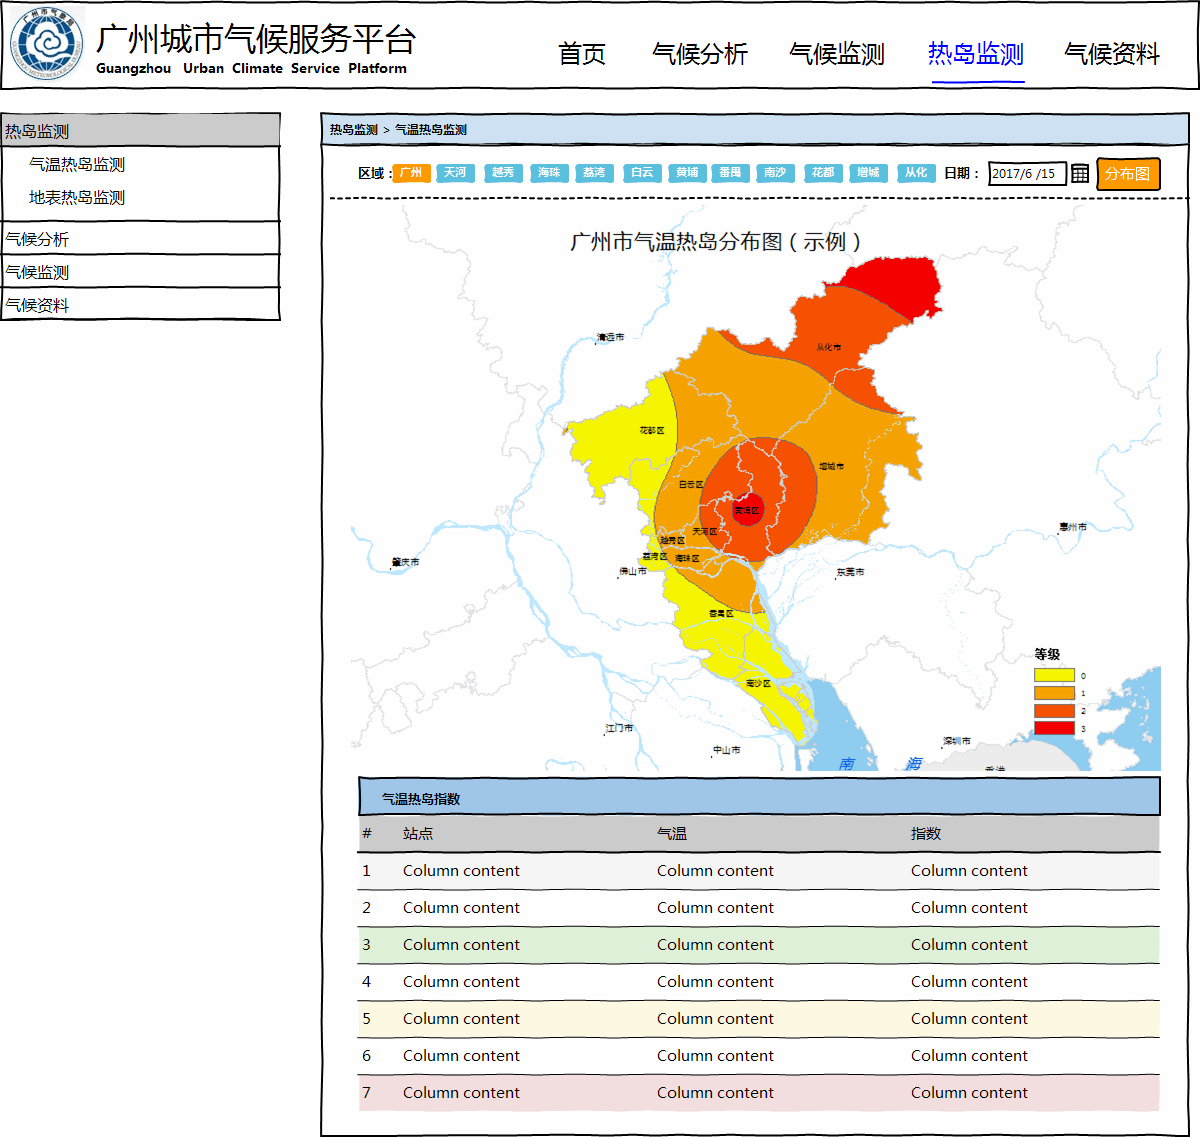 广州城市气候服务平台
Guangzhou Urban Climate Service Platform
首页 气候分析 气候监测 热岛监测 气候资料
热岛监测
气温热岛监测
地表热岛监测
气候分析
气候监测
气候资料
热岛监测 > 气温热岛监测
区域: 广州 天河 越秀 海珠 荔湾 白云 黄埔 番禺 南沙 花都 增城 从化 日期: 2017/6 /15 分布图
广州市气温热岛分布图（示例）
清远市
从化市
花都区
增城市
白云区
黄埔区
天河区
越秀区
荔湾区 海珠区
惠州市
肇庆市
佛山市
东莞市
番禺区
南沙区
江门市
中山市
深圳市
南 海
等级
0
1
2
3
气温热岛指数
# 站点 气温 指数
1 Column content Column content Column content
2 Column content Column content Column content
3 Column content Column content Column content
4 Column content Column content Column content
5 Column content Column content Column content
6 Column content Column content Column content
7 Column content Column content Column content